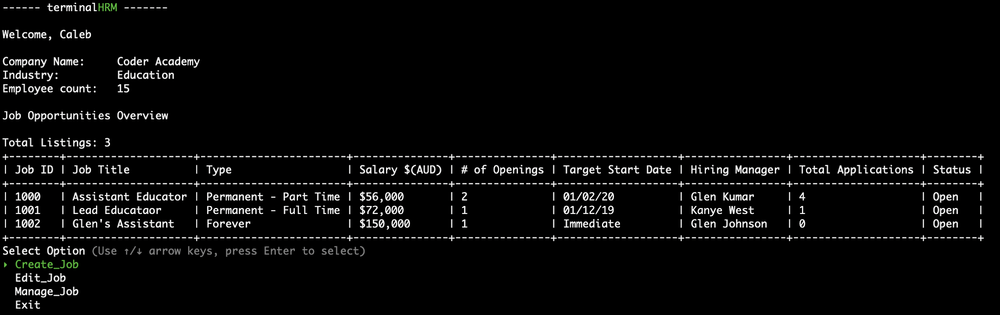 ------ terminalHRM -------
Welcome, Caleb
Company Name:     Coder Academy
Industry:         Education
Employee count:   15
Job Opportunities Overview
Total Listings: 3
+--------+--------------------+-----------------------+---------------+---------------+-------------------+----------------+--------------------+--------+
| Job ID | Job Title          | Type                  | Salary $(AUD) | # of Openings | Target Start Date | Hiring Manager | Total Applications | Status |
+--------+--------------------+-----------------------+---------------+---------------+-------------------+----------------+--------------------+--------+
| 1000   | Assistant Educator | Permanent - Part Time | $56,000       | 2             | 01/02/20          | Glen Kumar     | 4                  | Open   |
| 1001   | Lead Educataor     | Permanent - Full Time | $72,000       | 1             | 01/12/19          | Kanye West     | 1                  | Open   |
| 1002   | Glen's Assistant   | Forever               | $150,000      | 1             | Immediate         | Glen Johnson   | 0                  | Open   |
+--------+--------------------+-----------------------+---------------+---------------+-------------------+----------------+--------------------+--------+
Select Option (Use ↑/↓ arrow keys, press Enter to select)
‣ Create_Job
  Edit_Job
  Manage_Job
  Exit